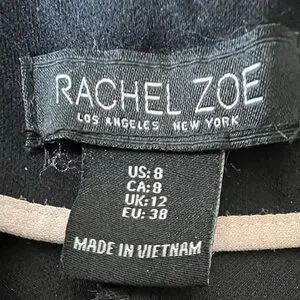 RACHEL ZOE
LOS ANGELES NEW YORK
US: 8
CA: 8
UK: 12
EU: 38
MADE IN VIETNAM